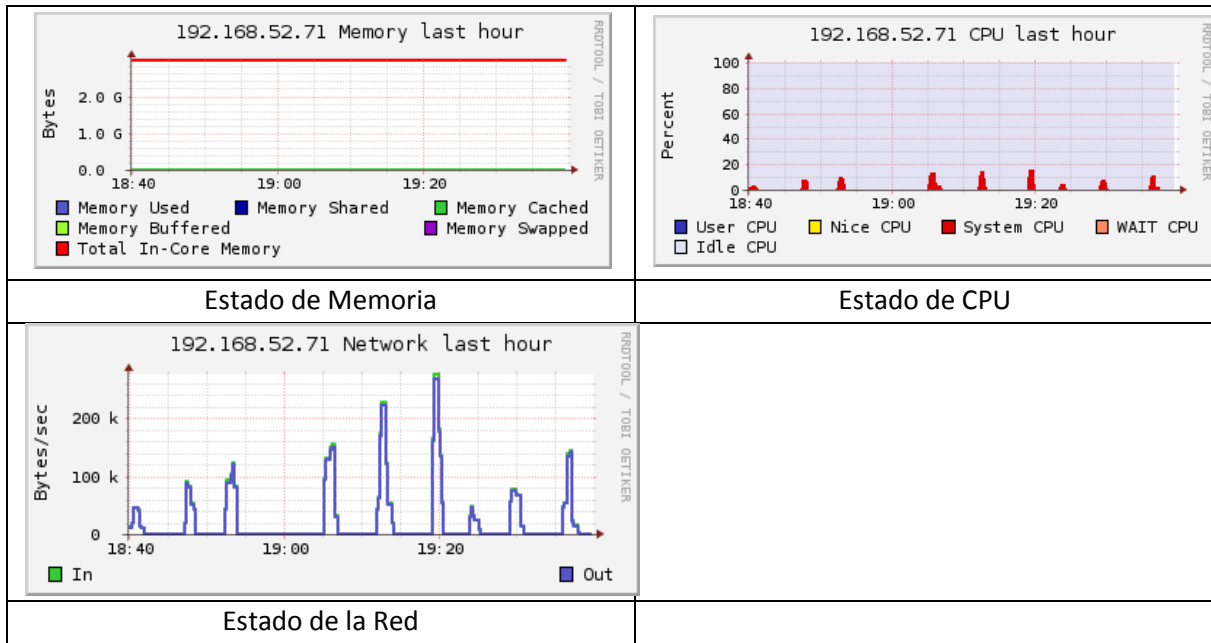 192.168.52.71 Memory last hour
RRDTOOL / TOBI OETIKER
Bytes
2.0 G
1.0 G
0.0
18:40 19:00 19:20
Memory Used Memory Shared Memory Cached
Memory Buffered Memory Swapped
Total In-Core Memory
Estado de Memoria
192.168.52.71 CPU last hour
RRDTOOL / TOBI OETIKER
Percent
100
80
60
40
20
0
18:40 19:00 19:20
User CPU Nice CPU System CPU WAIT CPU
Idle CPU
Estado de CPU
192.168.52.71 Network last hour
RRDTOOL / TOBI OETIKER
Bytes/sec
200 k
100 k
0
18:40 19:00 19:20
In Out
Estado de la Red